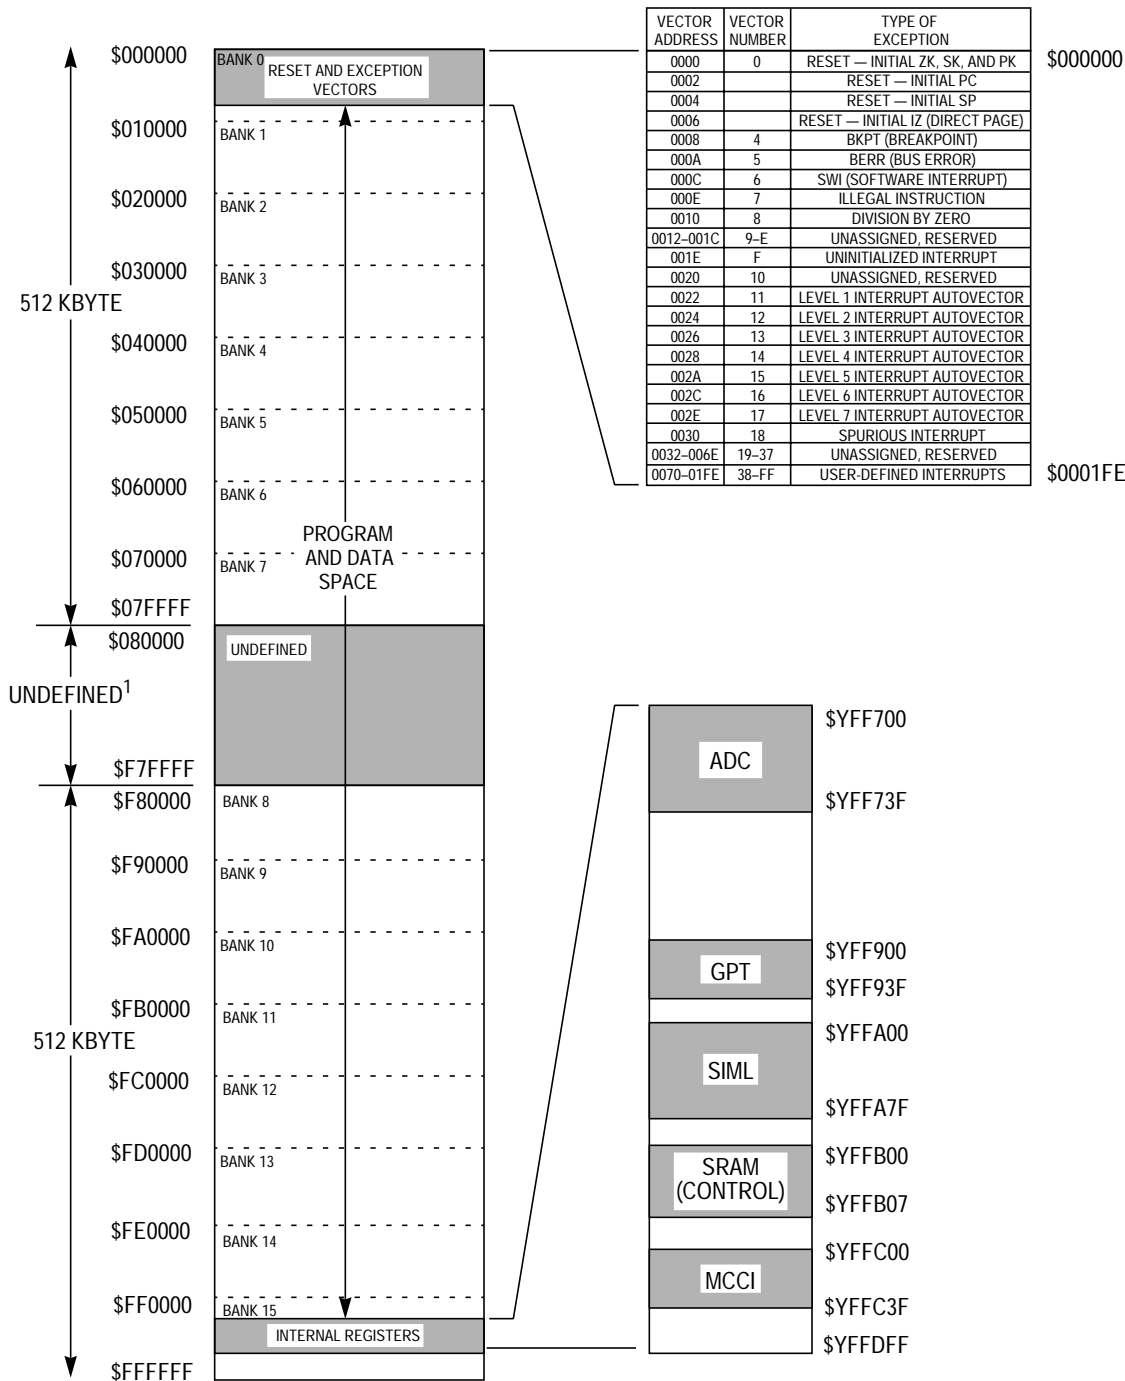 VECTOR ADDRESS VECTOR NUMBER TYPE OF EXCEPTION
0000 0 RESET — INITIAL ZK, SK, AND PK
0002 RESET — INITIAL PC
0004 RESET — INITIAL SP
0006 RESET — INITIAL IZ (DIRECT PAGE)
0008 4 BKPT (BREAKPOINT)
000A 5 BERR (BUS ERROR)
000C 6 SWI (SOFTWARE INTERRUPT)
000E 7 ILLEGAL INSTRUCTION
0010 8 DIVISION BY ZERO
0012–001C 9–E UNASSIGNED, RESERVED
001E F UNINITIALIZED INTERRUPT
0020 10 UNASSIGNED, RESERVED
0022 11 LEVEL 1 INTERRUPT AUTOVECTOR
0024 12 LEVEL 2 INTERRUPT AUTOVECTOR
0026 13 LEVEL 3 INTERRUPT AUTOVECTOR
0028 14 LEVEL 4 INTERRUPT AUTOVECTOR
002A 15 LEVEL 5 INTERRUPT AUTOVECTOR
002C 16 LEVEL 6 INTERRUPT AUTOVECTOR
002E 17 LEVEL 7 INTERRUPT AUTOVECTOR
0030 18 SPURIOUS INTERRUPT
0032–006E 19–37 UNASSIGNED, RESERVED
0070–01FE 38–FF USER-DEFINED INTERRUPTS
$000000
$0001FE
$000000
BANK 0
RESET AND EXCEPTION
VECTORS
$010000
BANK 1
$020000
BANK 2
$030000
BANK 3
512 KBYTE
$040000
BANK 4
$050000
BANK 5
$060000
BANK 6
PROGRAM
AND DATA
SPACE
$070000
BANK 7
$07FFFF
$080000
UNDEFINED
UNDEFINED1
$F7FFFF
$F80000
BANK 8
$F90000
BANK 9
$FA0000
BANK 10
$FB0000
BANK 11
512 KBYTE
$FC0000
BANK 12
$FD0000
BANK 13
$FE0000
BANK 14
$FF0000
BANK 15
INTERNAL REGISTERS
$FFFFFF
$YFF700
ADC
$YFF73F
$YFF900
GPT
$YFF93F
$YFFA00
SIML
$YFFA7F
$YFFB00
SRAM
(CONTROL)
$YFFB07
$YFFC00
MCCI
$YFFC3F
$YFFDFF